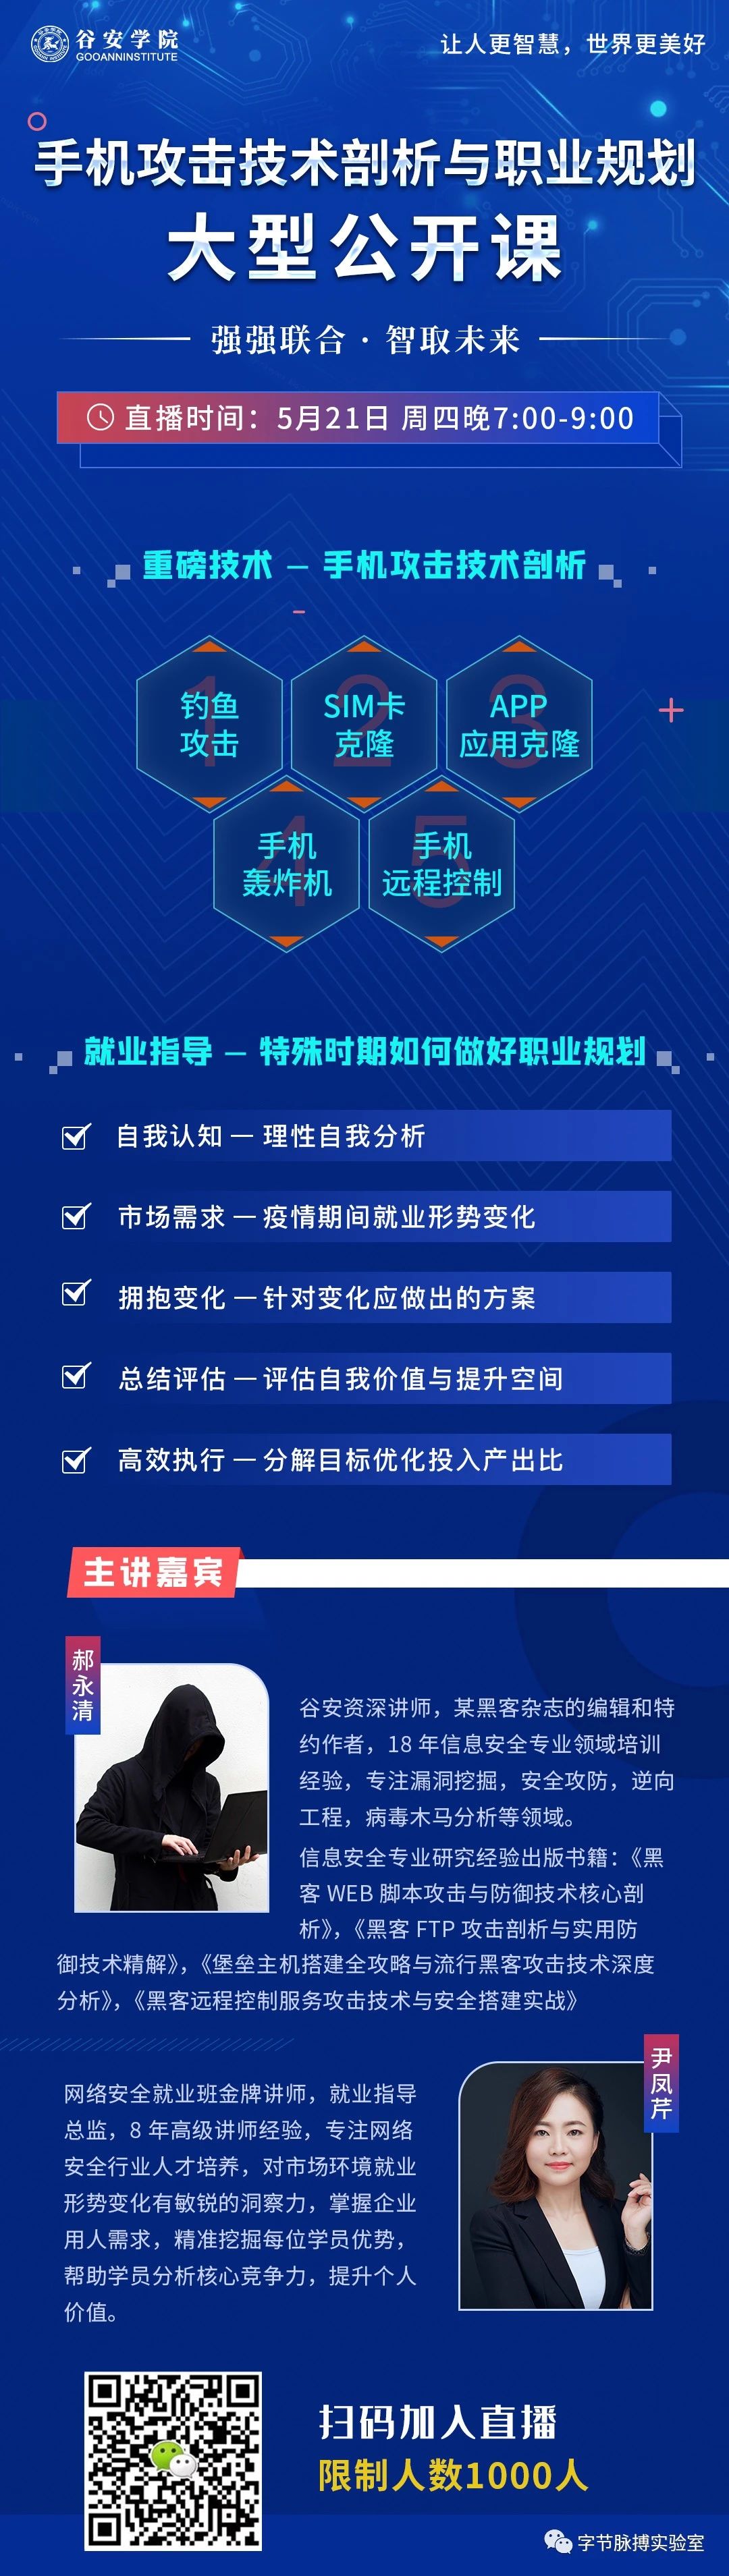 谷安学院
GOOANNINSTITUTE
让人更智慧，世界更美好
手机攻击技术剖析与职业规划
大型公开课
强强联合 · 智取未来
直播时间：5月21日 周四晚7:00-9:00
重磅技术 — 手机攻击技术剖析
1
钓鱼
攻击
2
SIM卡
克隆
3
APP
应用克隆
4
手机
轰炸机
5
手机
远程控制
就业指导 — 特殊时期如何做好职业规划
自我认知 — 理性自我分析
市场需求 — 疫情期间就业形势变化
拥抱变化 — 针对变化应做出的方案
总结评估 — 评估自我价值与提升空间
高效执行 — 分解目标优化投入产出比
主讲嘉宾
郝永清
谷安资深讲师，某黑客杂志的编辑和特
约作者，18 年信息安全专业领域培训
经验，专注漏洞挖掘，安全攻防，逆向
工程，病毒木马分析等领域。
信息安全专业研究经验出版书籍：《黑
客 WEB 脚本攻击与防御技术核心剖
析》，《黑客 FTP 攻击剖析与实用防
御技术精解》，《堡垒主机搭建全攻略与流行黑客攻击技术深度
分析》，《黑客远程控制服务攻击技术与安全搭建实战》
尹凤芹
网络安全就业班金牌讲师，就业指导
总监，8 年高级讲师经验，专注网络
安全行业人才培养，对市场环境就业
形势变化有敏锐的洞察力，掌握企业
用人需求，精准挖掘每位学员优势，
帮助学员分析核心竞争力，提升个人
价值。
扫码加入直播
限制人数1000人
字节脉搏实验室